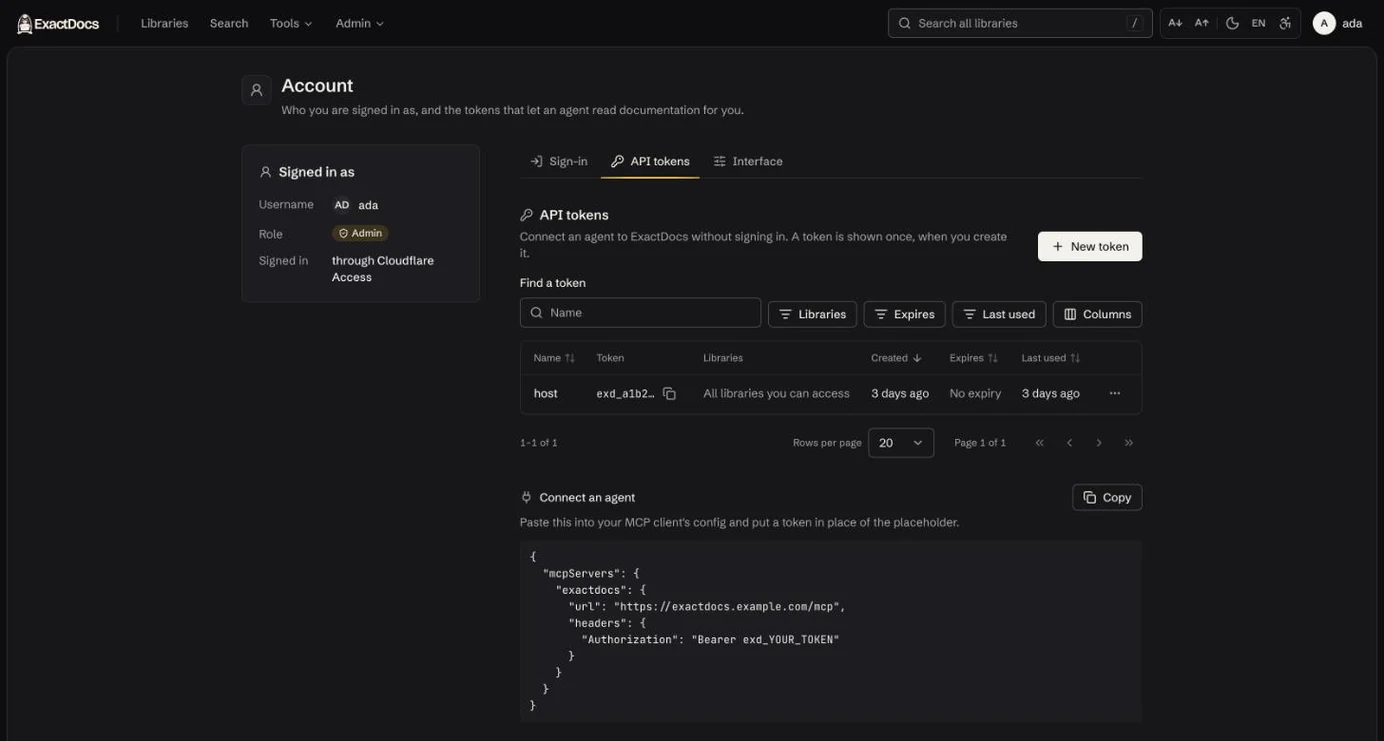 ExactDocs
Libraries
Search
Tools
Admin
Search all libraries
/
A↓
A↑
EN
A
ada
Account
Who you are signed in as, and the tokens that let an agent read documentation for you.
Signed in as
Username
AD
ada
Role
Admin
Signed in
through Cloudflare
Access
Sign-in
API tokens
Interface
API tokens
Connect an agent to ExactDocs without signing in. A token is shown once, when you create
it.
New token
Find a token
Name
Libraries
Expires
Last used
Columns
Name
Token
Libraries
Created
Expires
Last used
host
exd_a1b2…
All libraries you can access
3 days ago
No expiry
3 days ago
1–1 of 1
Rows per page
20
Page 1 of 1
Connect an agent
Copy
Paste this into your MCP client's config and put a token in place of the placeholder.
{
"mcpServers": {
"exactdocs": {
"url": "https://exactdocs.example.com/mcp",
"headers": {
"Authorization": "Bearer exd_YOUR_TOKEN"
}
}
}
}